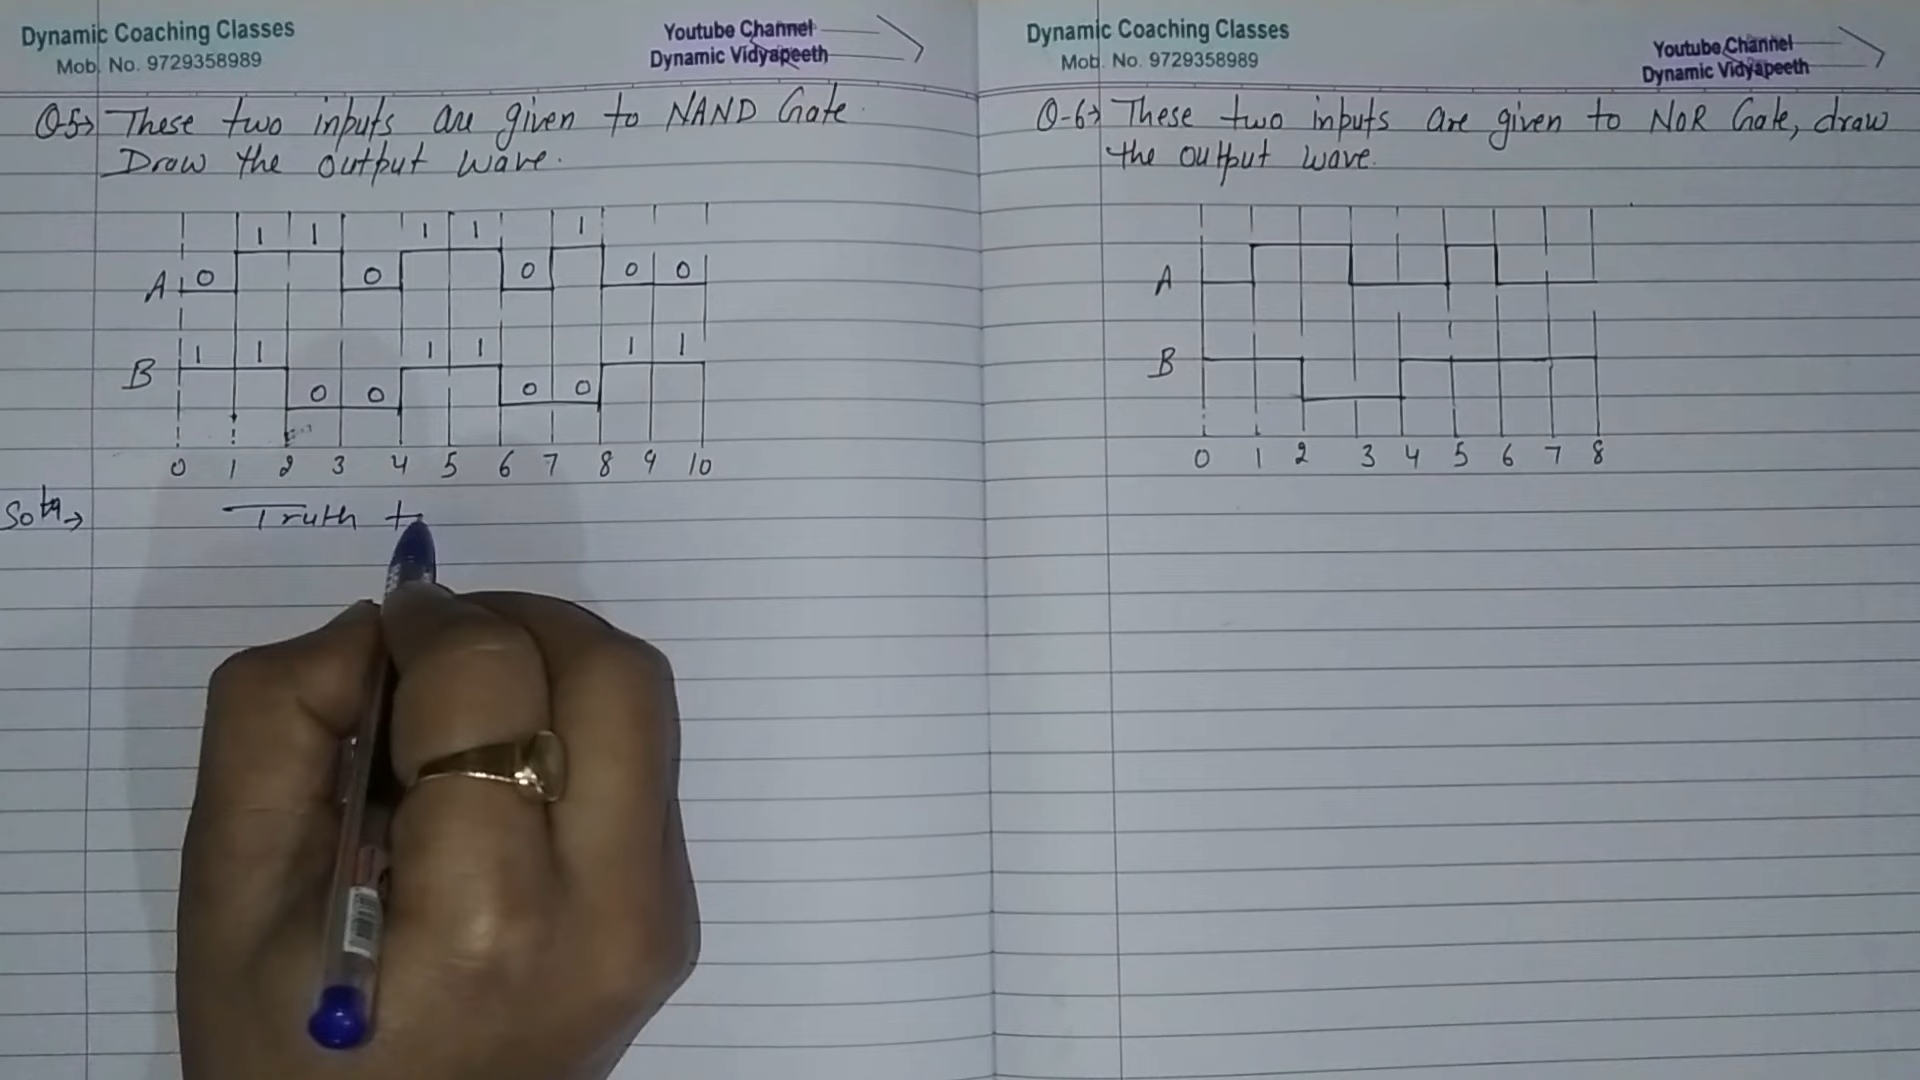 Dynamic Coaching Classes
Mob. No. 9729358989
Youtube Channel
Dynamic Vidyapeeth
Q-5→ These two inputs are given to NAND Gate.
Draw the output wave.
1 1 1 1 1
A 0 0 0 0 0
1 1 1 1 1 1
B 0 0 0 0
0 1 2 3 4 5 6 7 8 9 10
Soln→ Truth t
Dynamic Coaching Classes
Mob. No. 9729358989
Youtube Channel
Dynamic Vidyapeeth
Q-6→ These two inputs are given to NOR Gate, draw
the output wave.
A
B
0 1 2 3 4 5 6 7 8